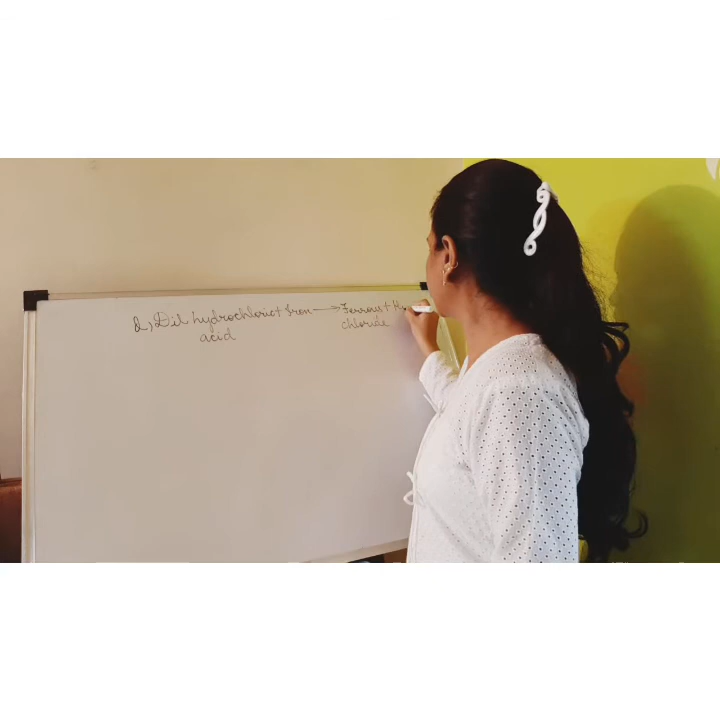 d, Dil hydrochloric + Iron → Ferrous + H
acid chloride